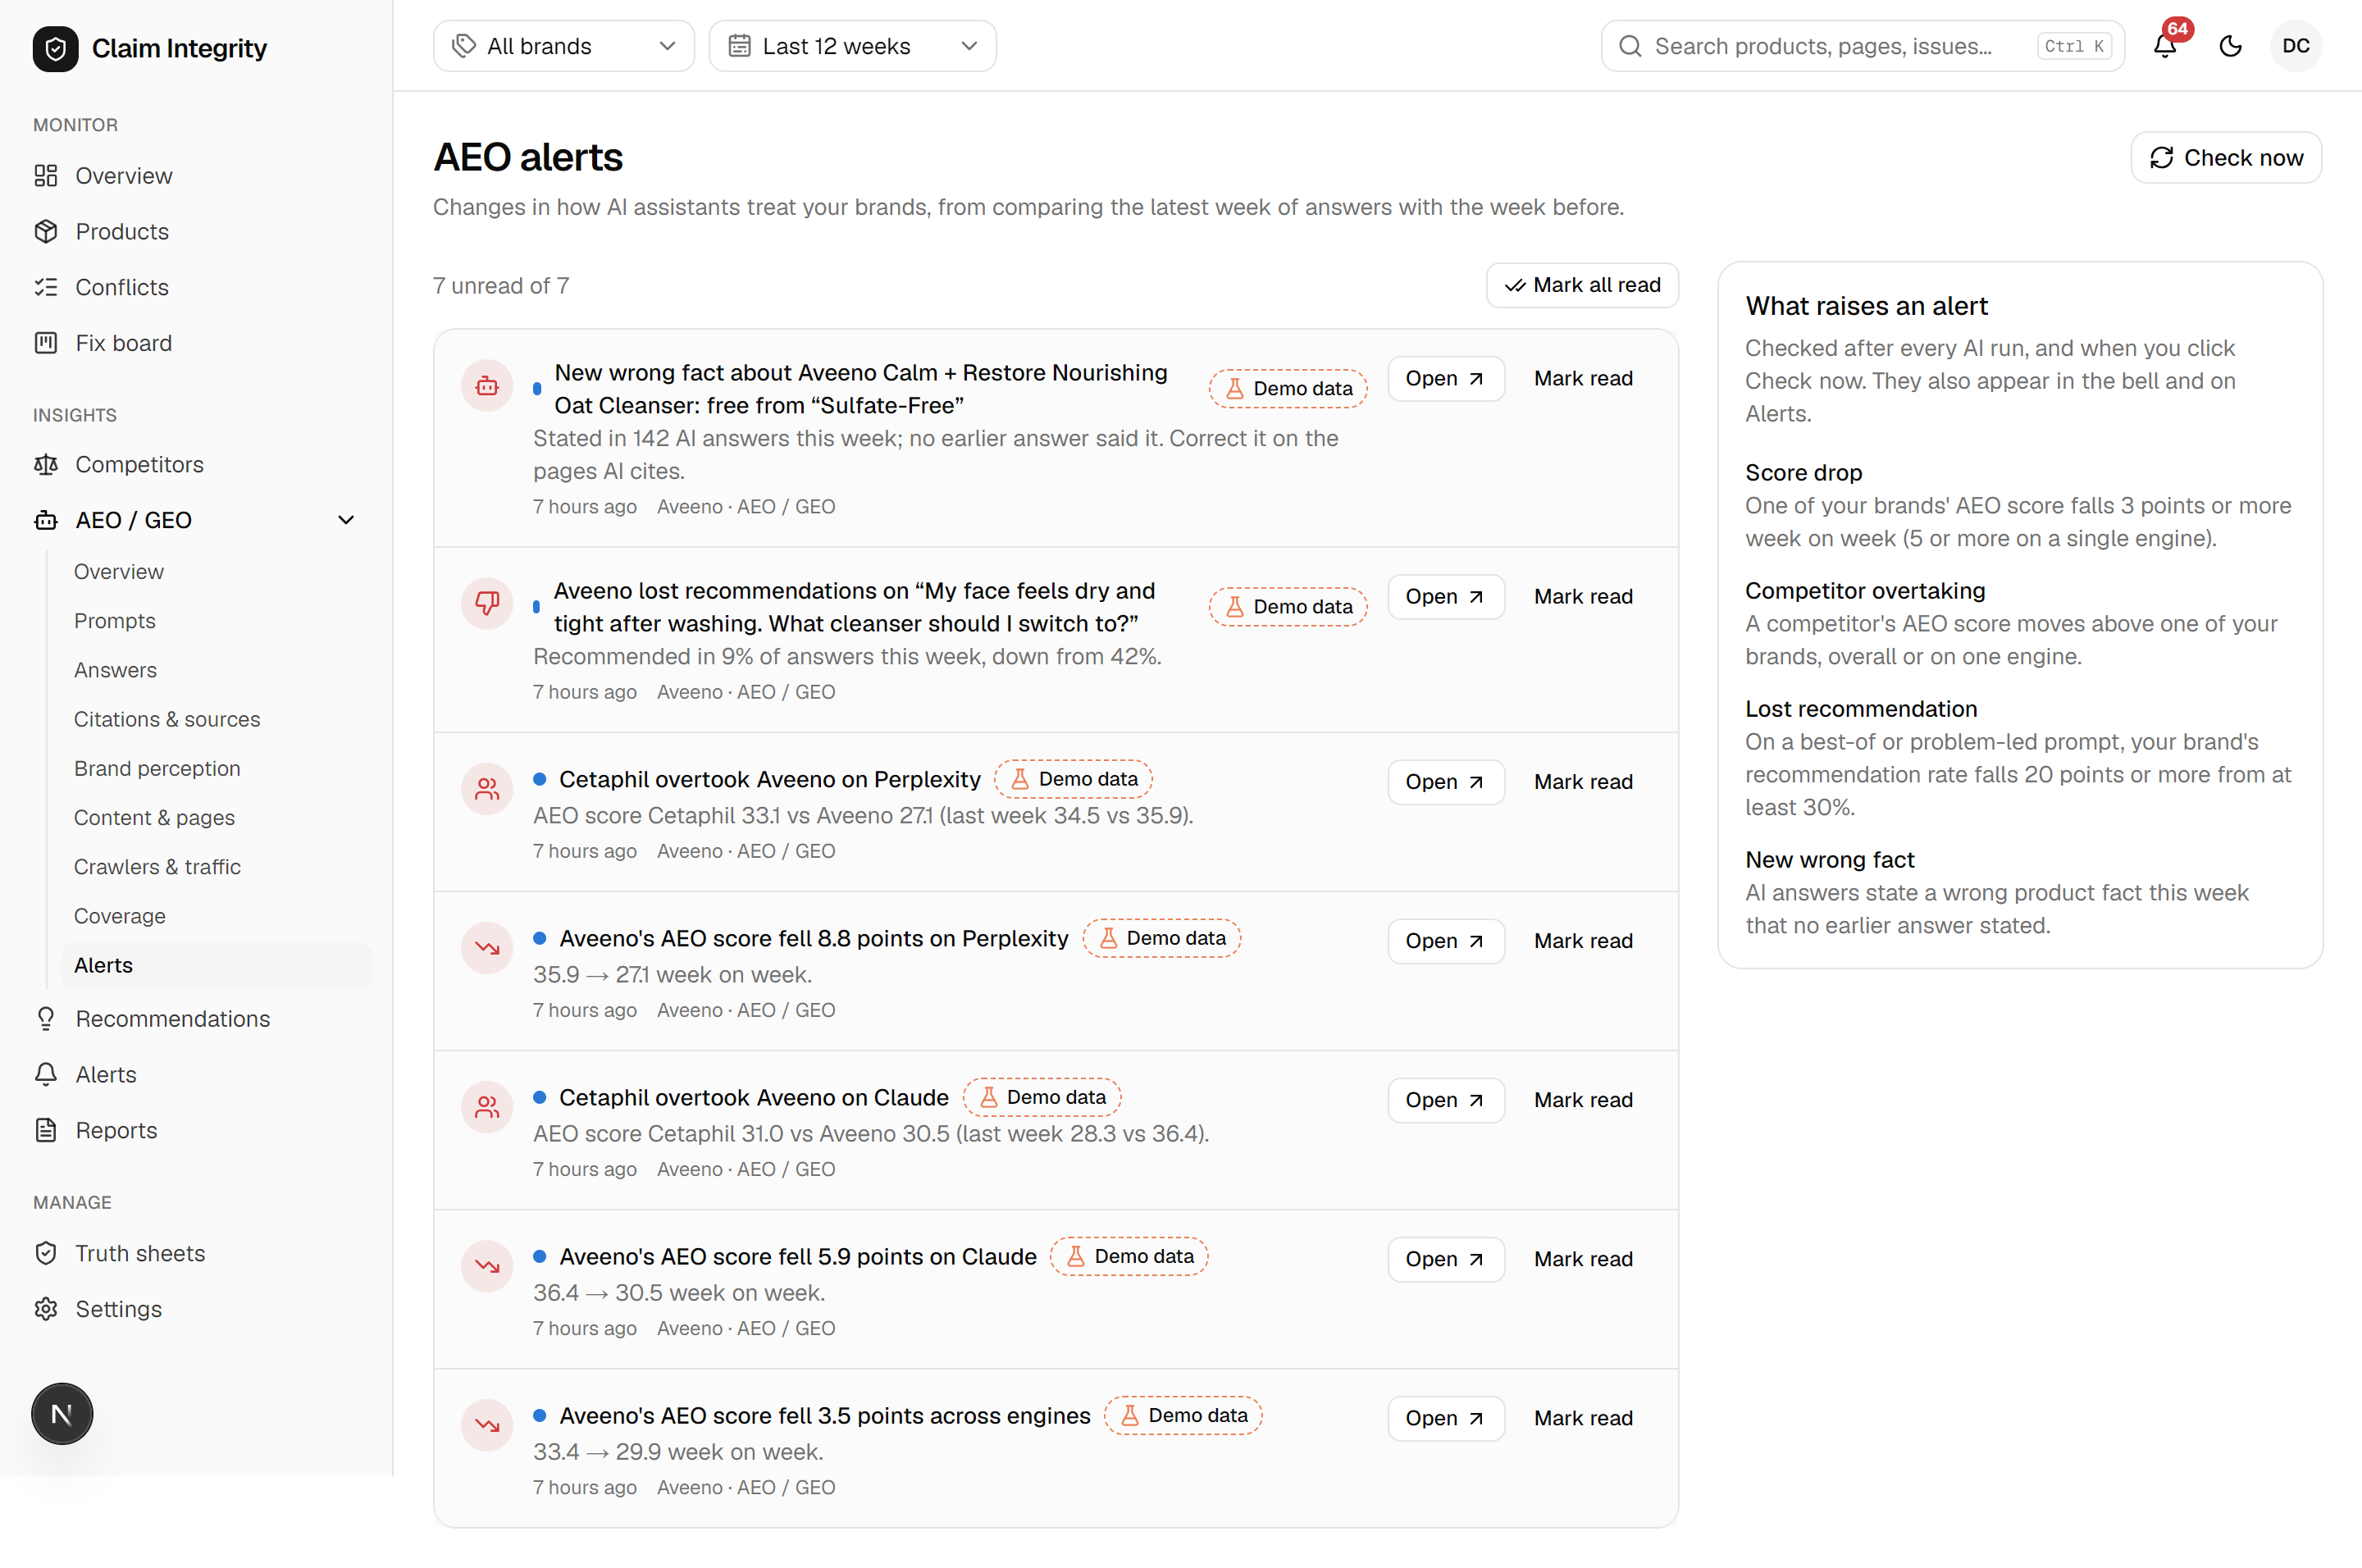 Claim Integrity
All brands
Last 12 weeks
Search products, pages, issues...
Ctrl K
64
DC
MONITOR
Overview
Products
Conflicts
Fix board
INSIGHTS
Competitors
AEO / GEO
Overview
Prompts
Answers
Citations & sources
Brand perception
Content & pages
Crawlers & traffic
Coverage
Alerts
Recommendations
Alerts
Reports
MANAGE
Truth sheets
Settings
N
AEO alerts
Check now
Changes in how AI assistants treat your brands, from comparing the latest week of answers with the week before.
7 unread of 7
Mark all read
New wrong fact about Aveeno Calm + Restore Nourishing
Oat Cleanser: free from “Sulfate-Free”
Demo data
Open
Mark read
Stated in 142 AI answers this week; no earlier answer said it. Correct it on the
pages AI cites.
7 hours ago Aveeno · AEO / GEO
Aveeno lost recommendations on “My face feels dry and
tight after washing. What cleanser should I switch to?”
Demo data
Open
Mark read
Recommended in 9% of answers this week, down from 42%.
7 hours ago Aveeno · AEO / GEO
Cetaphil overtook Aveeno on Perplexity
Demo data
Open
Mark read
AEO score Cetaphil 33.1 vs Aveeno 27.1 (last week 34.5 vs 35.9).
7 hours ago Aveeno · AEO / GEO
Aveeno's AEO score fell 8.8 points on Perplexity
Demo data
Open
Mark read
35.9 → 27.1 week on week.
7 hours ago Aveeno · AEO / GEO
Cetaphil overtook Aveeno on Claude
Demo data
Open
Mark read
AEO score Cetaphil 31.0 vs Aveeno 30.5 (last week 28.3 vs 36.4).
7 hours ago Aveeno · AEO / GEO
Aveeno's AEO score fell 5.9 points on Claude
Demo data
Open
Mark read
36.4 → 30.5 week on week.
7 hours ago Aveeno · AEO / GEO
Aveeno's AEO score fell 3.5 points across engines
Demo data
Open
Mark read
33.4 → 29.9 week on week.
7 hours ago Aveeno · AEO / GEO
What raises an alert
Checked after every AI run, and when you click
Check now. They also appear in the bell and on
Alerts.
Score drop
One of your brands' AEO score falls 3 points or more
week on week (5 or more on a single engine).
Competitor overtaking
A competitor's AEO score moves above one of your
brands, overall or on one engine.
Lost recommendation
On a best-of or problem-led prompt, your brand's
recommendation rate falls 20 points or more from at
least 30%.
New wrong fact
AI answers state a wrong product fact this week
that no earlier answer stated.